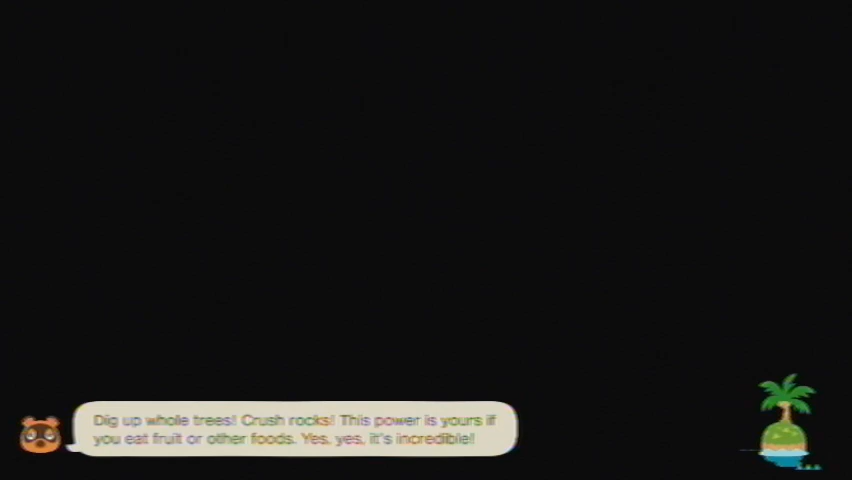 Dig up whole trees! Crush rocks! This power is yours if
you eat fruit or other foods. Yes, yes, it's incredible!